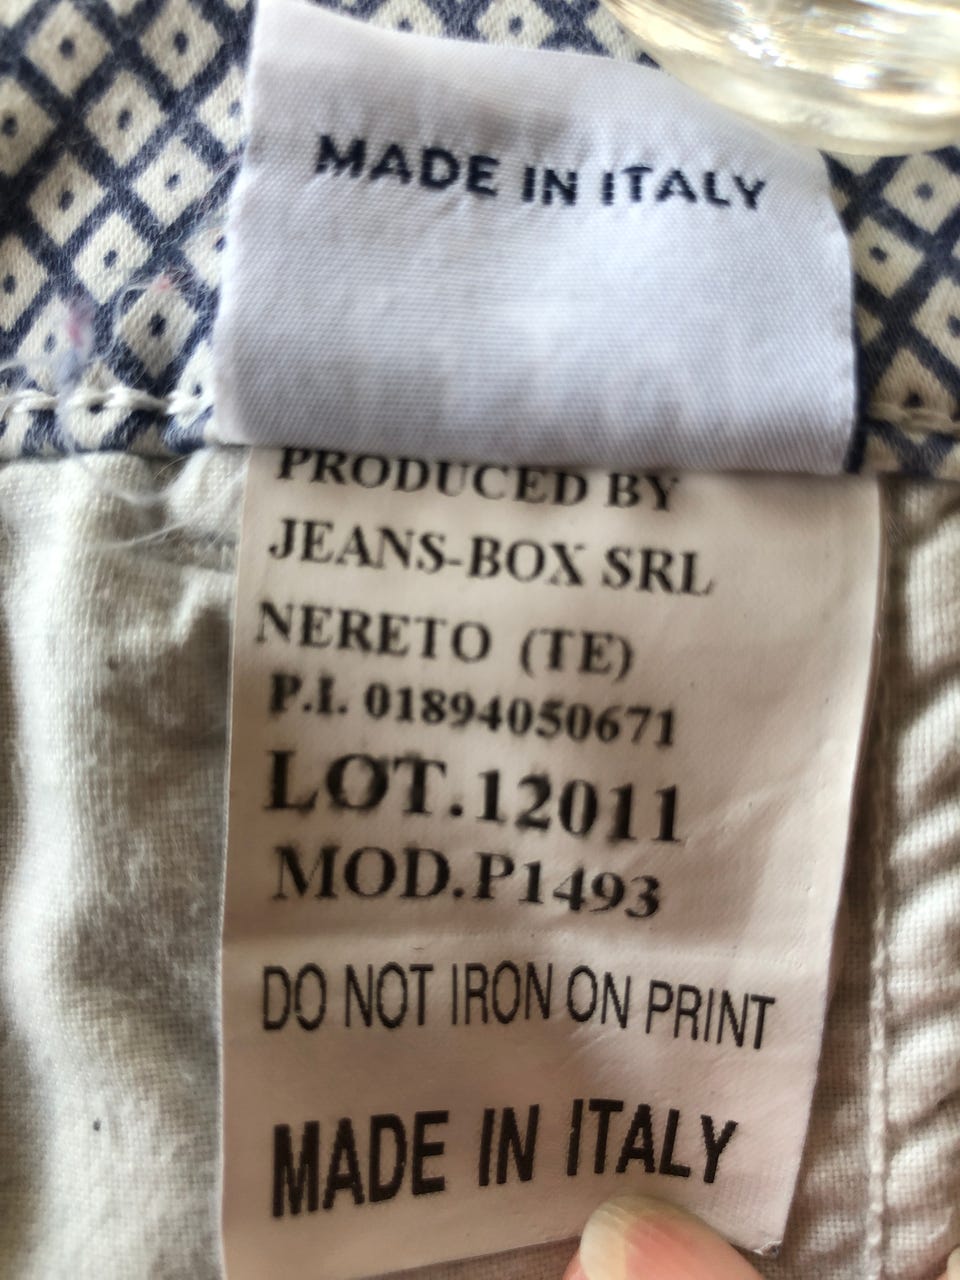 MADE IN ITALY
PRODUCED BY
JEANS-BOX SRL
NERETO (TE)
P.I. 01894050671
LOT.12011
MOD.P1493
DO NOT IRON ON PRINT
MADE IN ITALY